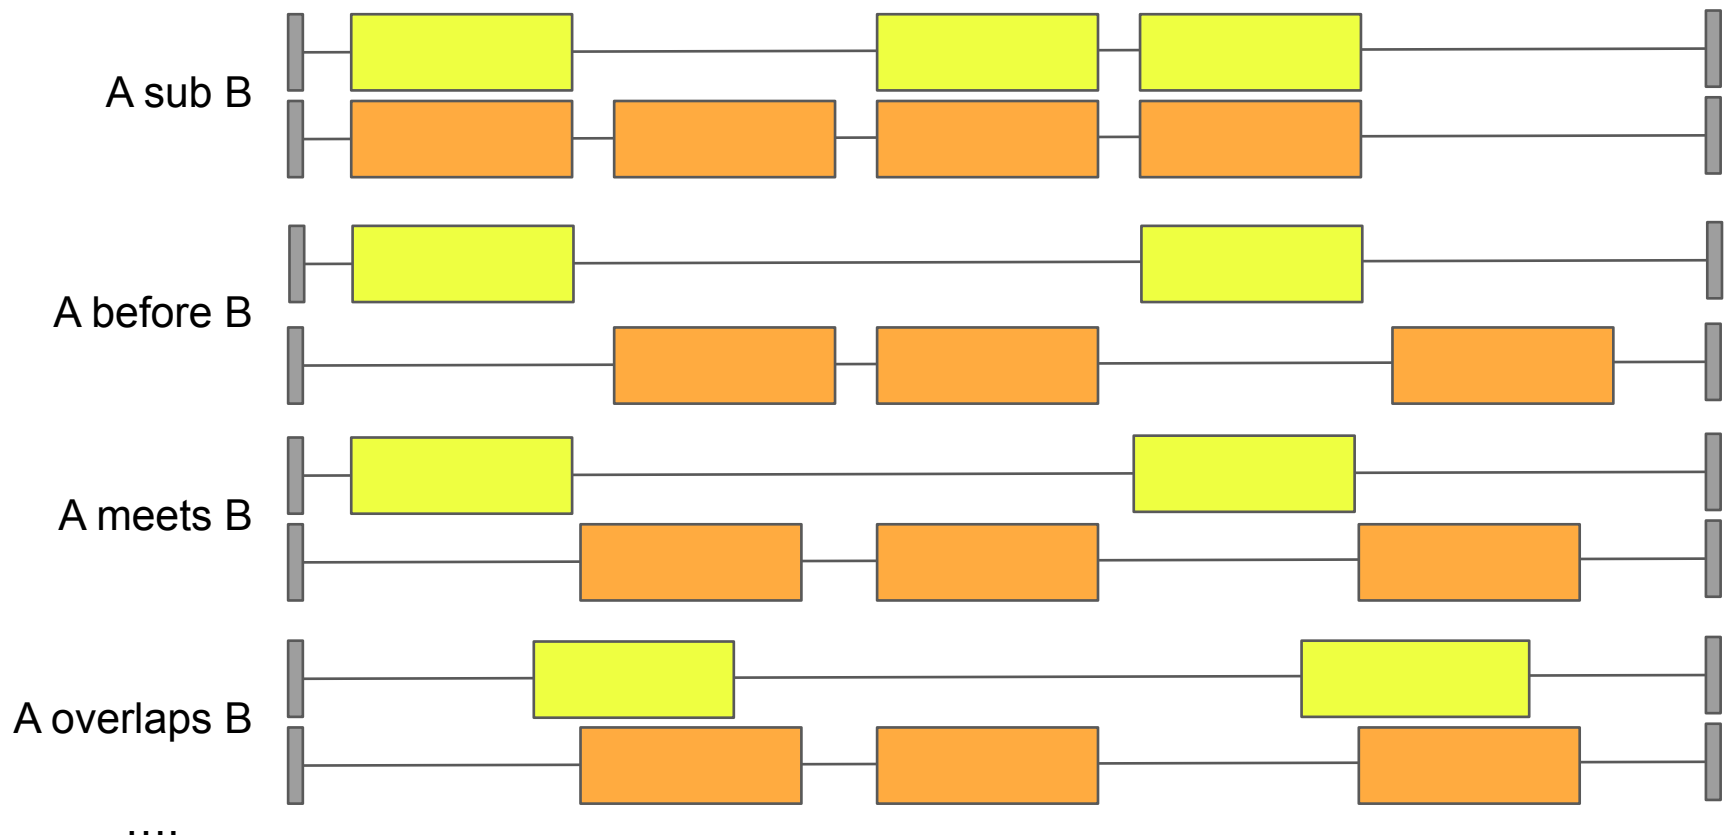 A sub B
A before B
A meets B
A overlaps B
.....